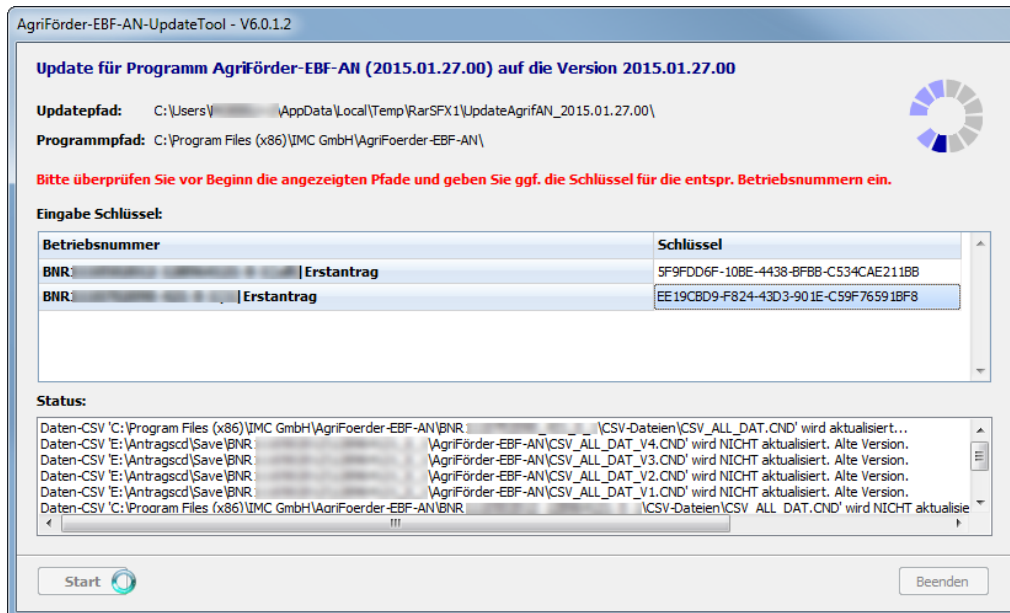 AgriFörder-EBF-AN-UpdateTool - V6.0.1.2
Update für Programm AgriFörder-EBF-AN (2015.01.27.00) auf die Version 2015.01.27.00
Updatepfad: C:\Users\ \AppData\Local\Temp\RarSFX1\UpdateAgrifAN_2015.01.27.00\
Programmpfad: C:\Program Files (x86)\IMC GmbH\AgriFoerder-EBF-AN\
Bitte überprüfen Sie vor Beginn die angezeigten Pfade und geben Sie ggf. die Schlüssel für die entspr. Betriebsnummern ein.
Eingabe Schlüssel:
Betriebsnummer Schlüssel
BNR |Erstantrag 5F9FDD6F-10BE-4438-BFBB-C534CAE211BB
BNR |Erstantrag EE19CBD9-F824-43D3-901E-C59F76591BF8
Status:
Daten-CSV 'C:\Program Files (x86)\IMC GmbH\AgriFoerder-EBF-AN\BNR \CSV-Dateien\CSV_ALL_DAT.CND' wird aktualisiert...
Daten-CSV 'E:\Antragscd\Save\BNR \AgriFörder-EBF-AN\CSV_ALL_DAT_V4.CND' wird NICHT aktualisiert. Alte Version.
Daten-CSV 'E:\Antragscd\Save\BNR \AgriFörder-EBF-AN\CSV_ALL_DAT_V3.CND' wird NICHT aktualisiert. Alte Version.
Daten-CSV 'E:\Antragscd\Save\BNR \AgriFörder-EBF-AN\CSV_ALL_DAT_V2.CND' wird NICHT aktualisiert. Alte Version.
Daten-CSV 'E:\Antragscd\Save\BNR \AgriFörder-EBF-AN\CSV_ALL_DAT_V1.CND' wird NICHT aktualisiert. Alte Version.
Daten-CSV 'C:\Program Files (x86)\IMC GmbH\AgriFoerder-EBF-AN\BNR \CSV-Dateien\CSV_ALL_DAT.CND' wird NICHT aktualisie
Start Beenden